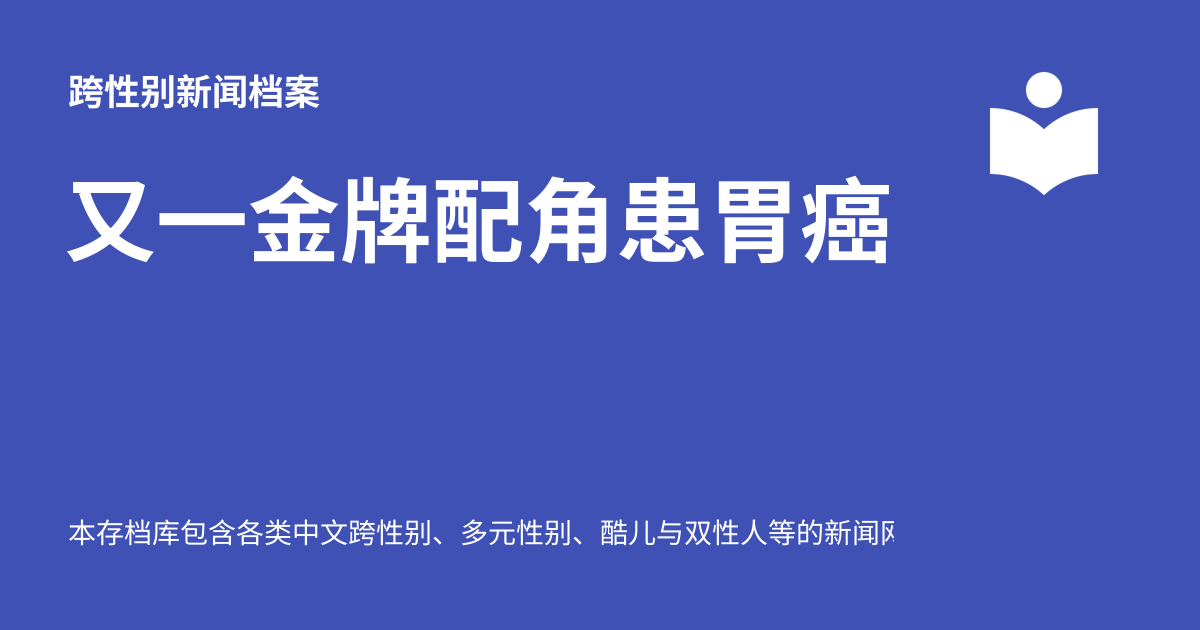 跨性别新闻档案
又一金牌配角患胃癌
本存档库包含各类中文跨性别、多元性别、酷儿与双性人等的新闻